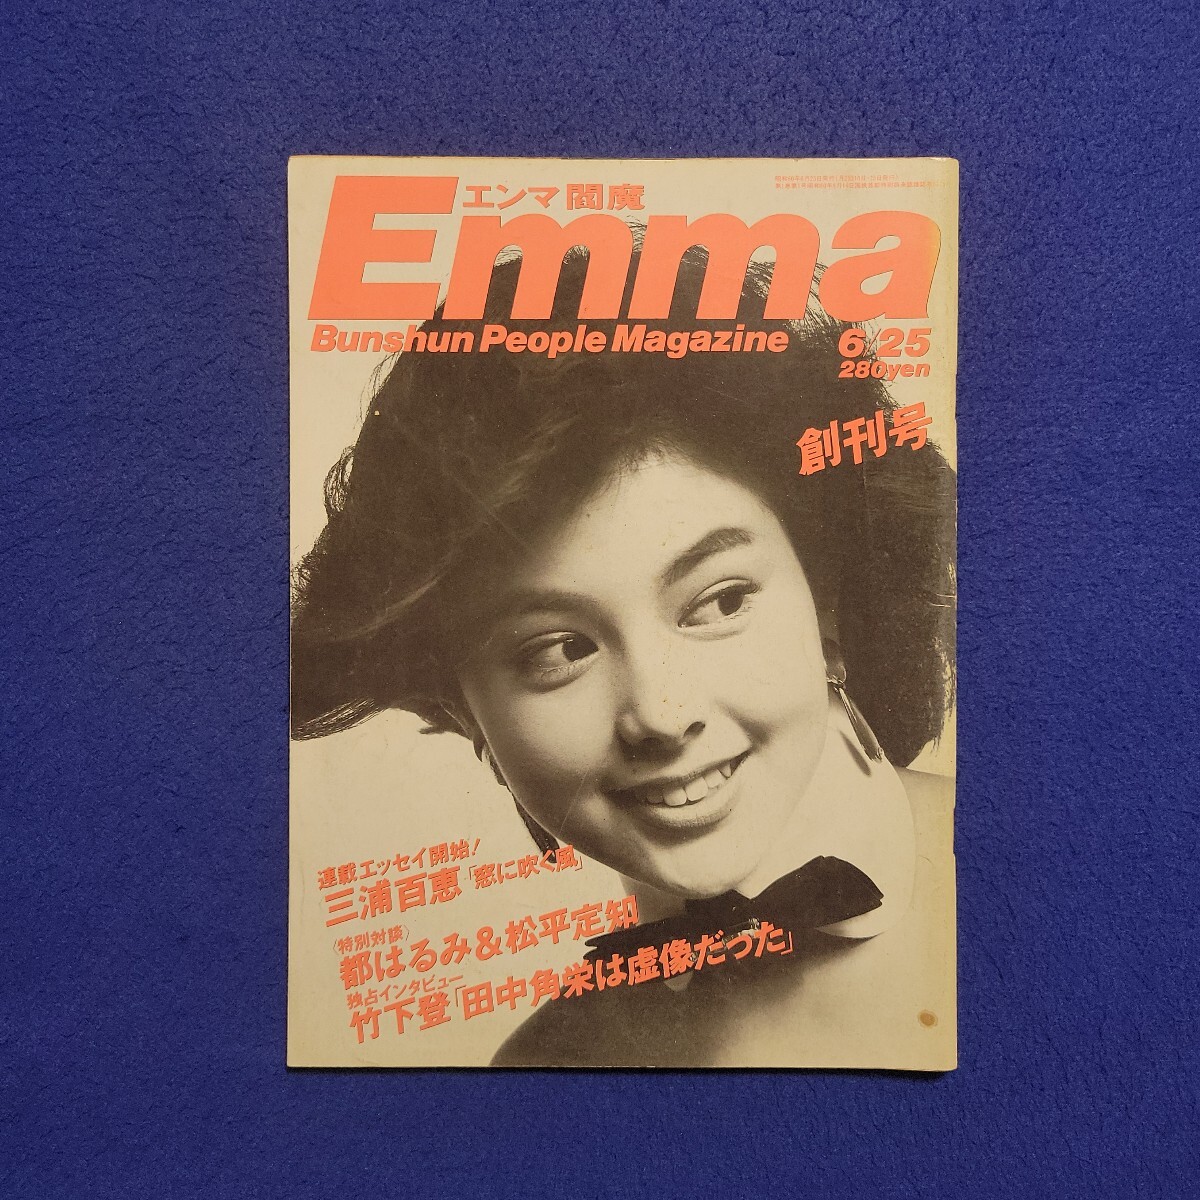 エンマ 閻魔
Emma
Bunshun People Magazine
6/25
280yen
創刊号
連載エッセイ開始!
三浦百恵「窓に吹く風」
〈特別対談〉
都はるみ&松平定知
独占インタビュー
竹下登「田中角栄は虚像だった」